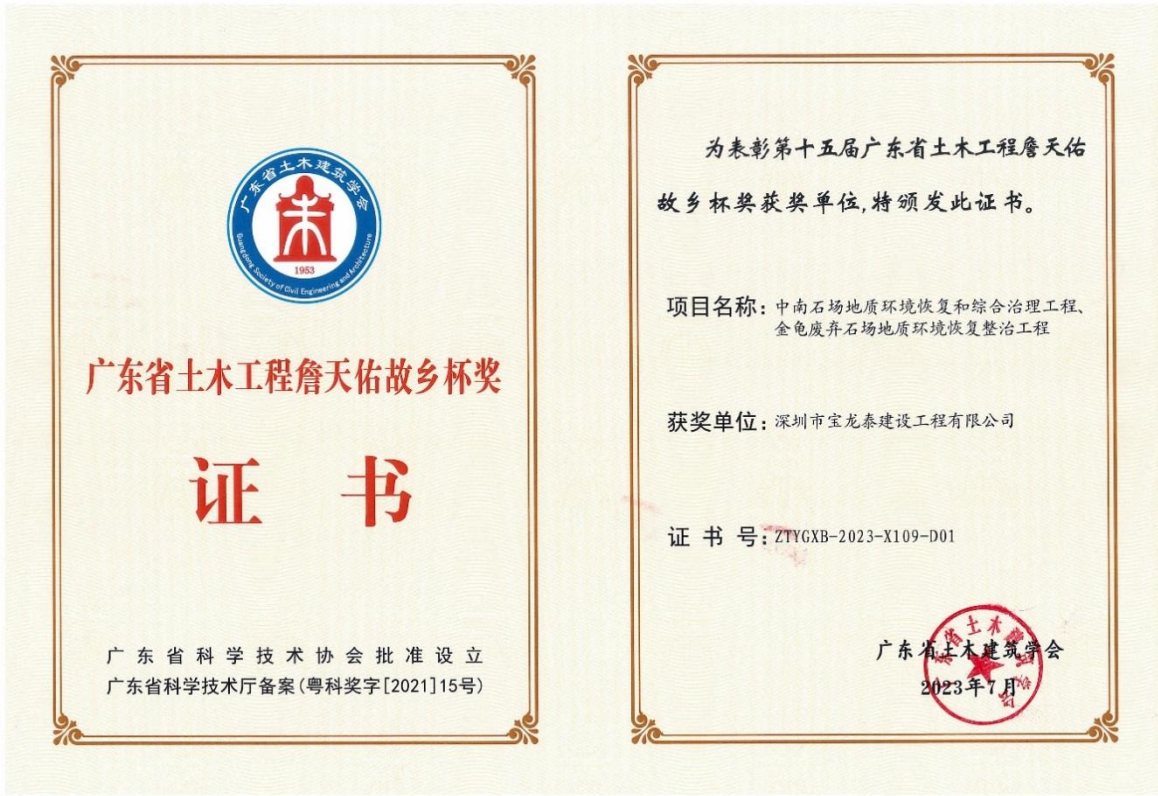 广东省土木建筑学会
1953
Guangdong Society of Civil Engineering and Architecture
广东省土木工程詹天佑故乡杯奖
证书
广东省科学技术协会批准设立
广东省科学技术厅备案(粤科奖字[2021]15号)
为表彰第十五届广东省土木工程詹天佑
故乡杯奖获奖单位,特颁发此证书。
项目名称:中南石场地质环境恢复和综合治理工程、
金龟废弃石场地质环境恢复整治工程
获奖单位:深圳市宝龙泰建设工程有限公司
证书号:ZTYGXB-2023-X109-D01
广东省土木建筑学会
2023年7月
广东省土木建筑学会